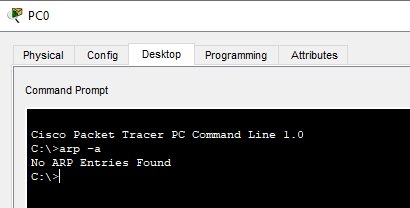 PC0
Physical Config Desktop Programming Attributes
Command Prompt
Cisco Packet Tracer PC Command Line 1.0
C:\>arp -a
No ARP Entries Found
C:\>